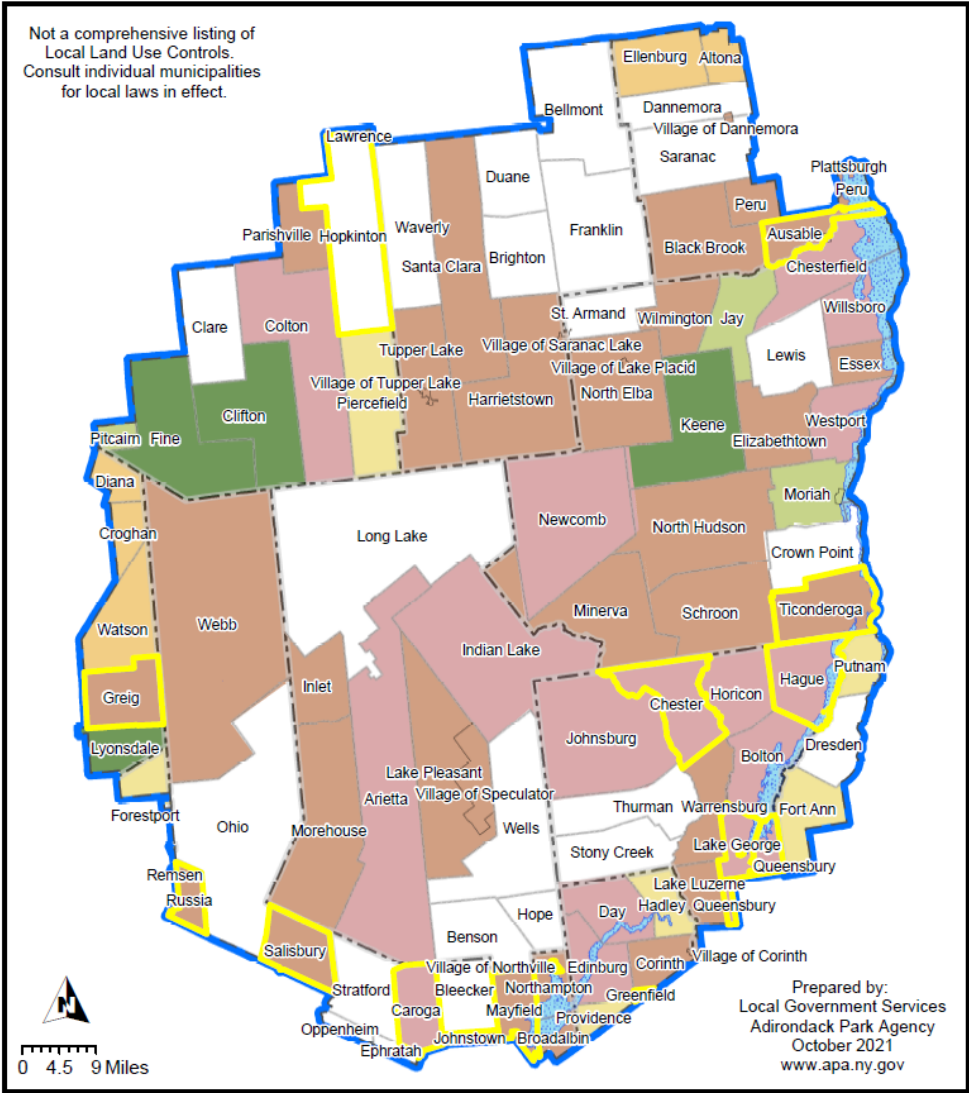 Not a comprehensive listing of
Local Land Use Controls.
Consult individual municipalities
for local laws in effect.
Ellenburg
Altona
Bellmont
Dannemora
Village of Dannemora
Lawrence
Saranac
Plattsburgh
Duane
Peru
Peru
Parishville
Hopkinton
Waverly
Franklin
Ausable
Santa Clara
Brighton
Black Brook
Chesterfield
St. Armand
Willsboro
Clare
Colton
Wilmington
Jay
Tupper Lake
Village of Saranac Lake
Lewis
Village of Lake Placid
Essex
Village of Tupper Lake
Piercefield
Harrietstown
North Elba
Clifton
Keene
Westport
Pitcairn
Fine
Elizabethtown
Diana
Moriah
Newcomb
North Hudson
Croghan
Long Lake
Crown Point
Minerva
Schroon
Ticonderoga
Watson
Webb
Indian Lake
Putnam
Hague
Greig
Inlet
Chester
Horicon
Johnsburg
Lyonsdale
Dresden
Bolton
Lake Pleasant
Village of Speculator
Arietta
Forestport
Thurman
Warrensburg
Fort Ann
Ohio
Morehouse
Wells
Lake George
Stony Creek
Queensbury
Remsen
Lake Luzerne
Russia
Hadley
Queensbury
Day
Hope
Benson
Salisbury
Village of Corinth
Village of Northville
Edinburg
Corinth
Stratford
Bleecker
Northampton
Greenfield
Caroga
Mayfield
Providence
Oppenheim
Johnstown
Broadalbin
Ephratah
Prepared by:
Local Government Services
Adirondack Park Agency
October 2021
www.apa.ny.gov
N
0 4.5 9 Miles